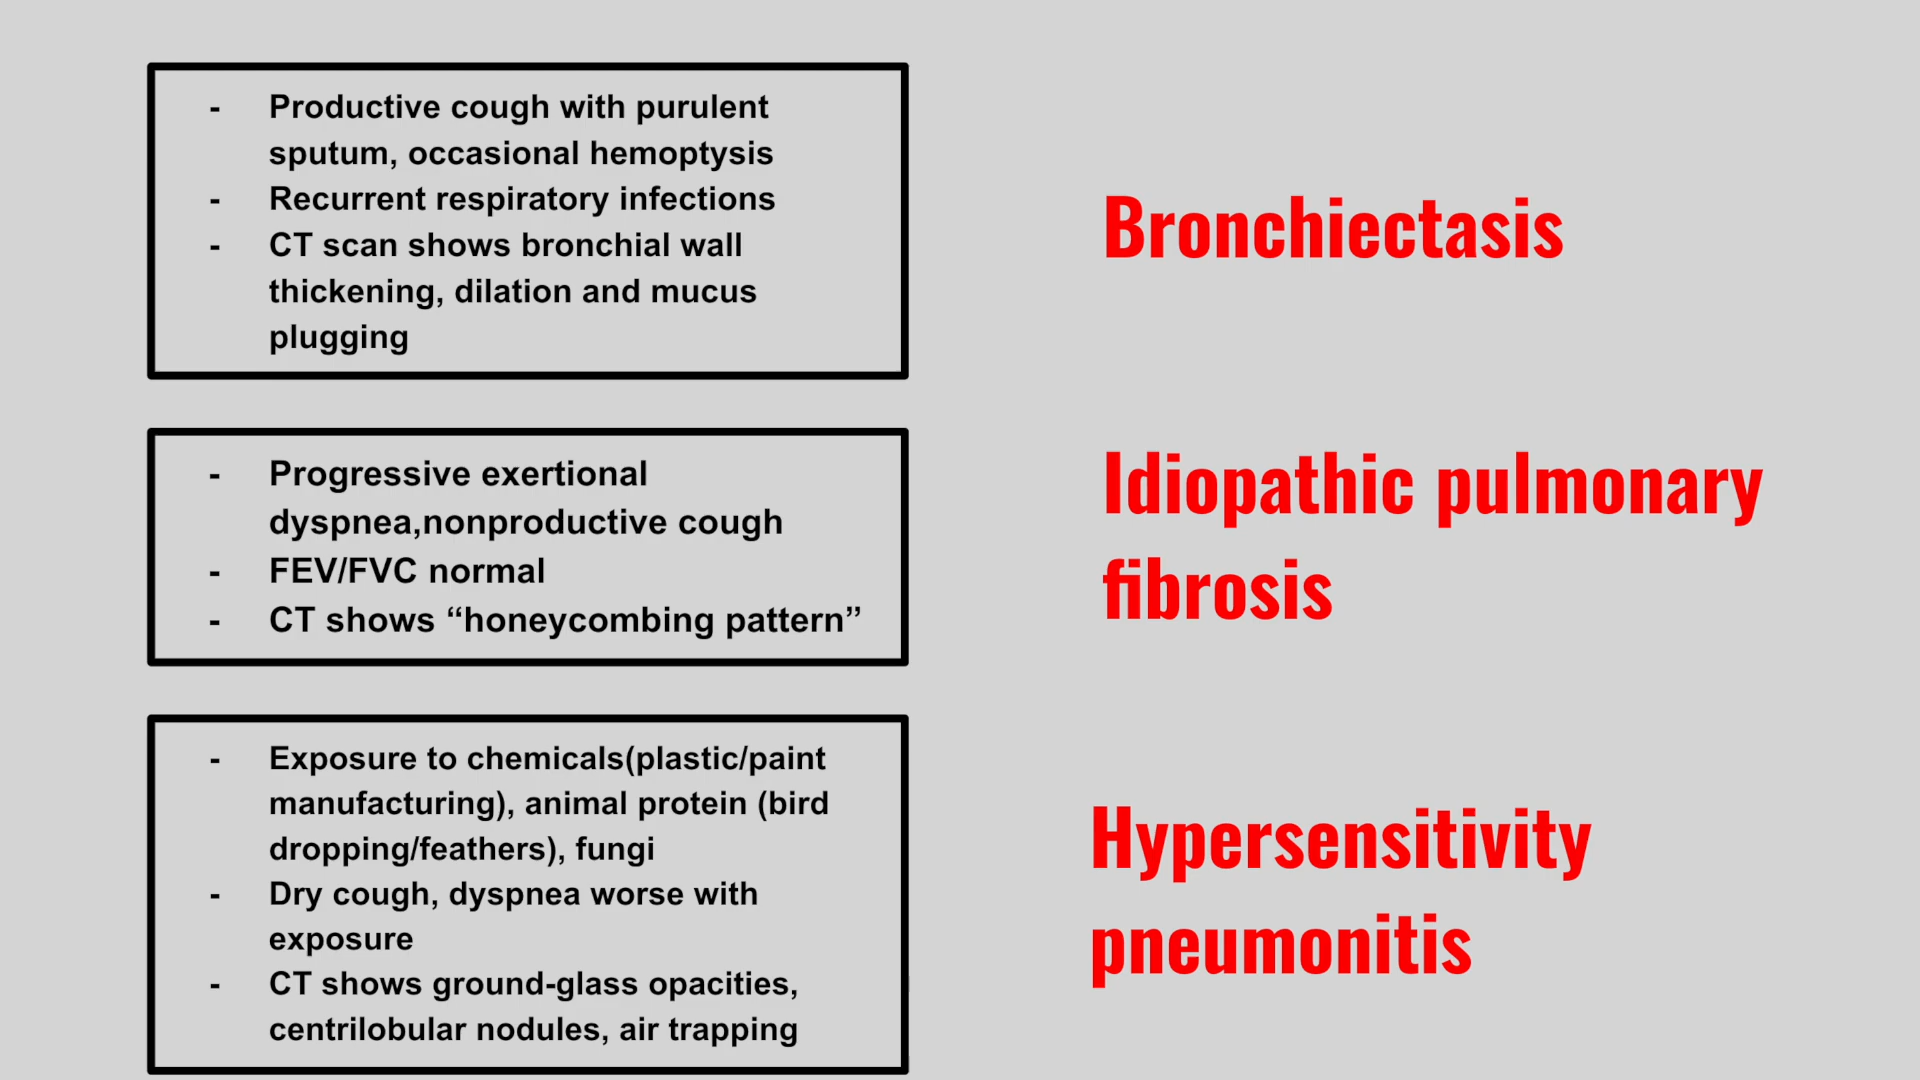 - Productive cough with purulent
sputum, occasional hemoptysis
- Recurrent respiratory infections
- CT scan shows bronchial wall
thickening, dilation and mucus
plugging
Bronchiectasis
- Progressive exertional
dyspnea,nonproductive cough
- FEV/FVC normal
- CT shows “honeycombing pattern”
Idiopathic pulmonary
fibrosis
- Exposure to chemicals(plastic/paint
manufacturing), animal protein (bird
dropping/feathers), fungi
- Dry cough, dyspnea worse with
exposure
- CT shows ground-glass opacities,
centrilobular nodules, air trapping
Hypersensitivity
pneumonitis